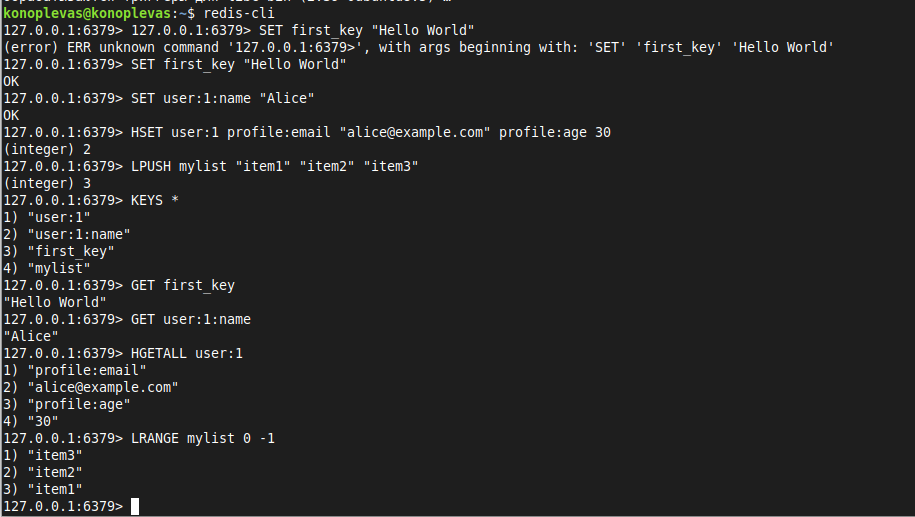 konoplevas@konoplevas:~$ redis-cli
127.0.0.1:6379> 127.0.0.1:6379> SET first_key "Hello World"
(error) ERR unknown command '127.0.0.1:6379>', with args beginning with: 'SET' 'first_key' 'Hello World'
127.0.0.1:6379> SET first_key "Hello World"
OK
127.0.0.1:6379> SET user:1:name "Alice"
OK
127.0.0.1:6379> HSET user:1 profile:email "alice@example.com" profile:age 30
(integer) 2
127.0.0.1:6379> LPUSH mylist "item1" "item2" "item3"
(integer) 3
127.0.0.1:6379> KEYS *
1) "user:1"
2) "user:1:name"
3) "first_key"
4) "mylist"
127.0.0.1:6379> GET first_key
"Hello World"
127.0.0.1:6379> GET user:1:name
"Alice"
127.0.0.1:6379> HGETALL user:1
1) "profile:email"
2) "alice@example.com"
3) "profile:age"
4) "30"
127.0.0.1:6379> LRANGE mylist 0 -1
1) "item3"
2) "item2"
3) "item1"
127.0.0.1:6379>